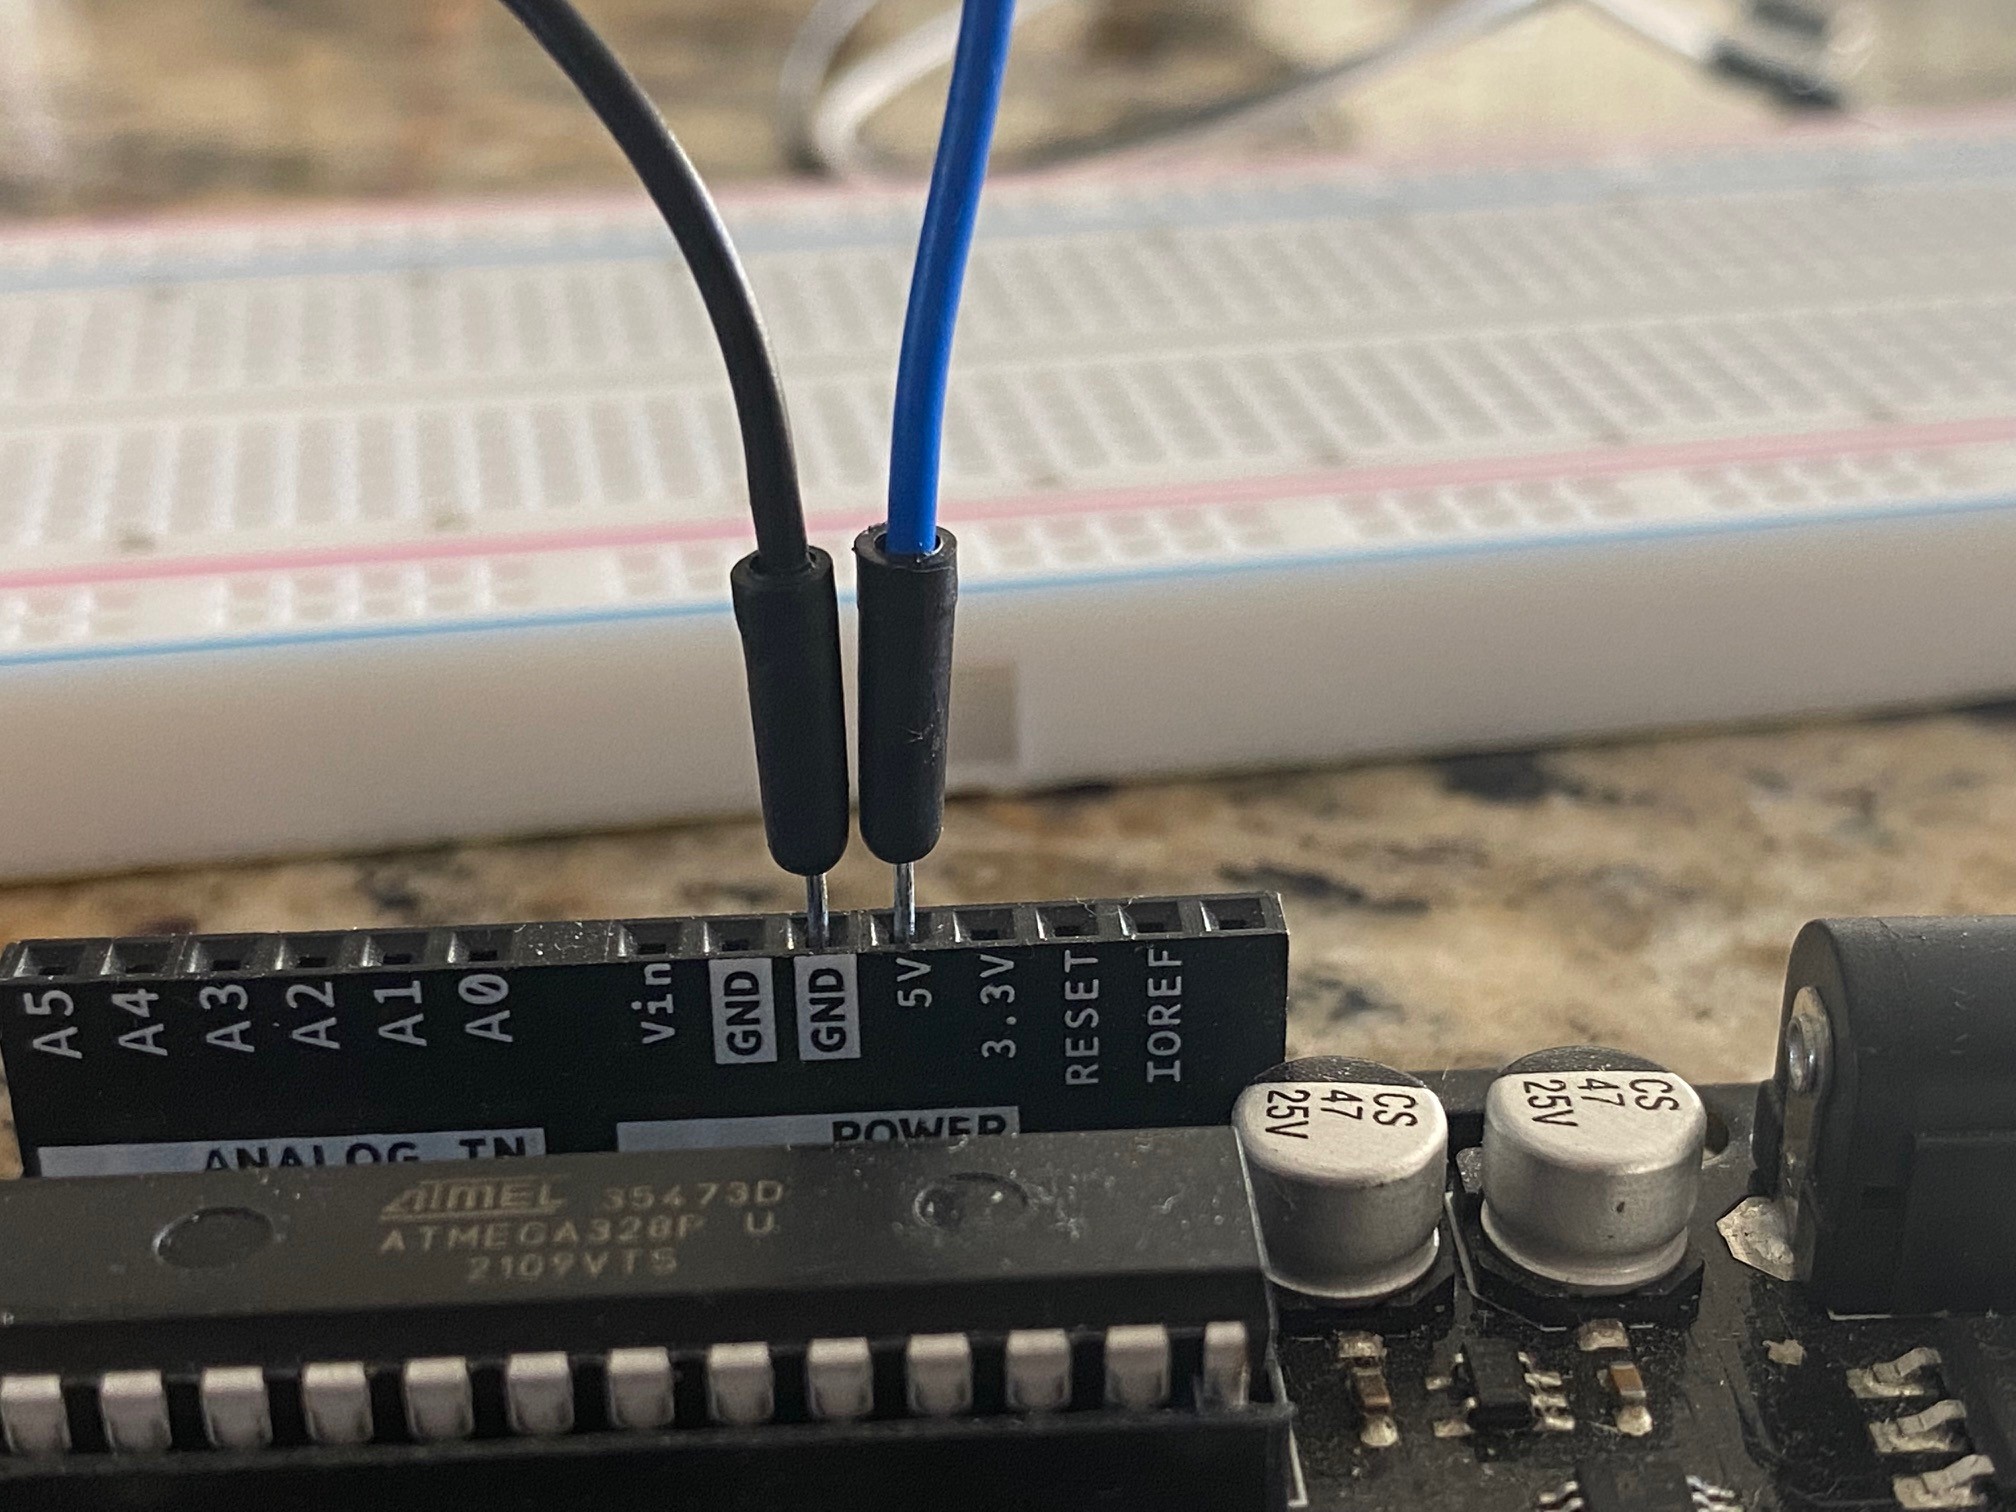 A5
A4
A3
A2
A1
A0
Vin
GND
GND
5V
3.3V
RESET
IOREF
ANALOG IN
POWER
CS
47
25V
CS
47
25V
ATMEL 35473D
ATMEGA328P U
2109VTS